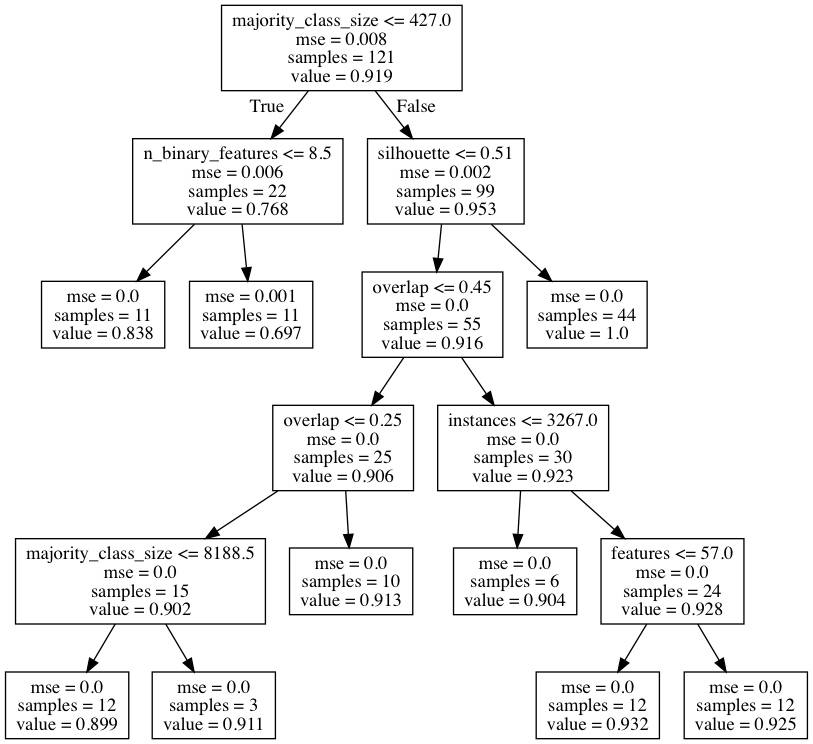 majority_class_size <= 427.0
mse = 0.008
samples = 121
value = 0.919
True
False
n_binary_features <= 8.5
mse = 0.006
samples = 22
value = 0.768
silhouette <= 0.51
mse = 0.002
samples = 99
value = 0.953
mse = 0.0
samples = 11
value = 0.838
mse = 0.001
samples = 11
value = 0.697
overlap <= 0.45
mse = 0.0
samples = 55
value = 0.916
mse = 0.0
samples = 44
value = 1.0
overlap <= 0.25
mse = 0.0
samples = 25
value = 0.906
instances <= 3267.0
mse = 0.0
samples = 30
value = 0.923
majority_class_size <= 8188.5
mse = 0.0
samples = 15
value = 0.902
mse = 0.0
samples = 10
value = 0.913
mse = 0.0
samples = 6
value = 0.904
features <= 57.0
mse = 0.0
samples = 24
value = 0.928
mse = 0.0
samples = 12
value = 0.899
mse = 0.0
samples = 3
value = 0.911
mse = 0.0
samples = 12
value = 0.932
mse = 0.0
samples = 12
value = 0.925